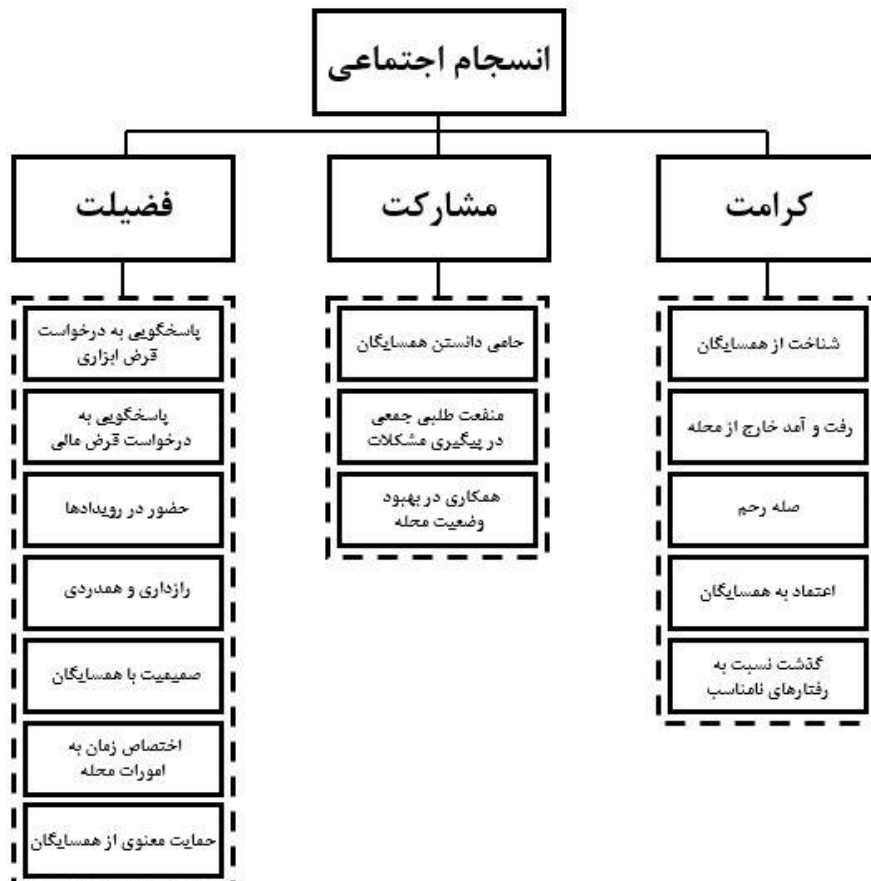 انسجام اجتماعی
کرامت
مشارکت
فضیلت
شناخت از همسایگان
رفت و آمد خارج از محله
صله رحم
اعتماد به همسایگان
گذشت نسبت به
رفتارهای نامناسب
حامی دانستن همسایگان
منفعت طلبی جمعی
در پیگیری مشکلات
همکاری در بهبود
وضعیت محله
پاسخگویی به درخواست
قرض ابزاری
پاسخگویی به
درخواست قرض مالی
حضور در رویدادها
رازداری و همدردی
صمیمیت با همسایگان
اختصاص زمان به
امورات محله
حمایت معنوی از همسایگان